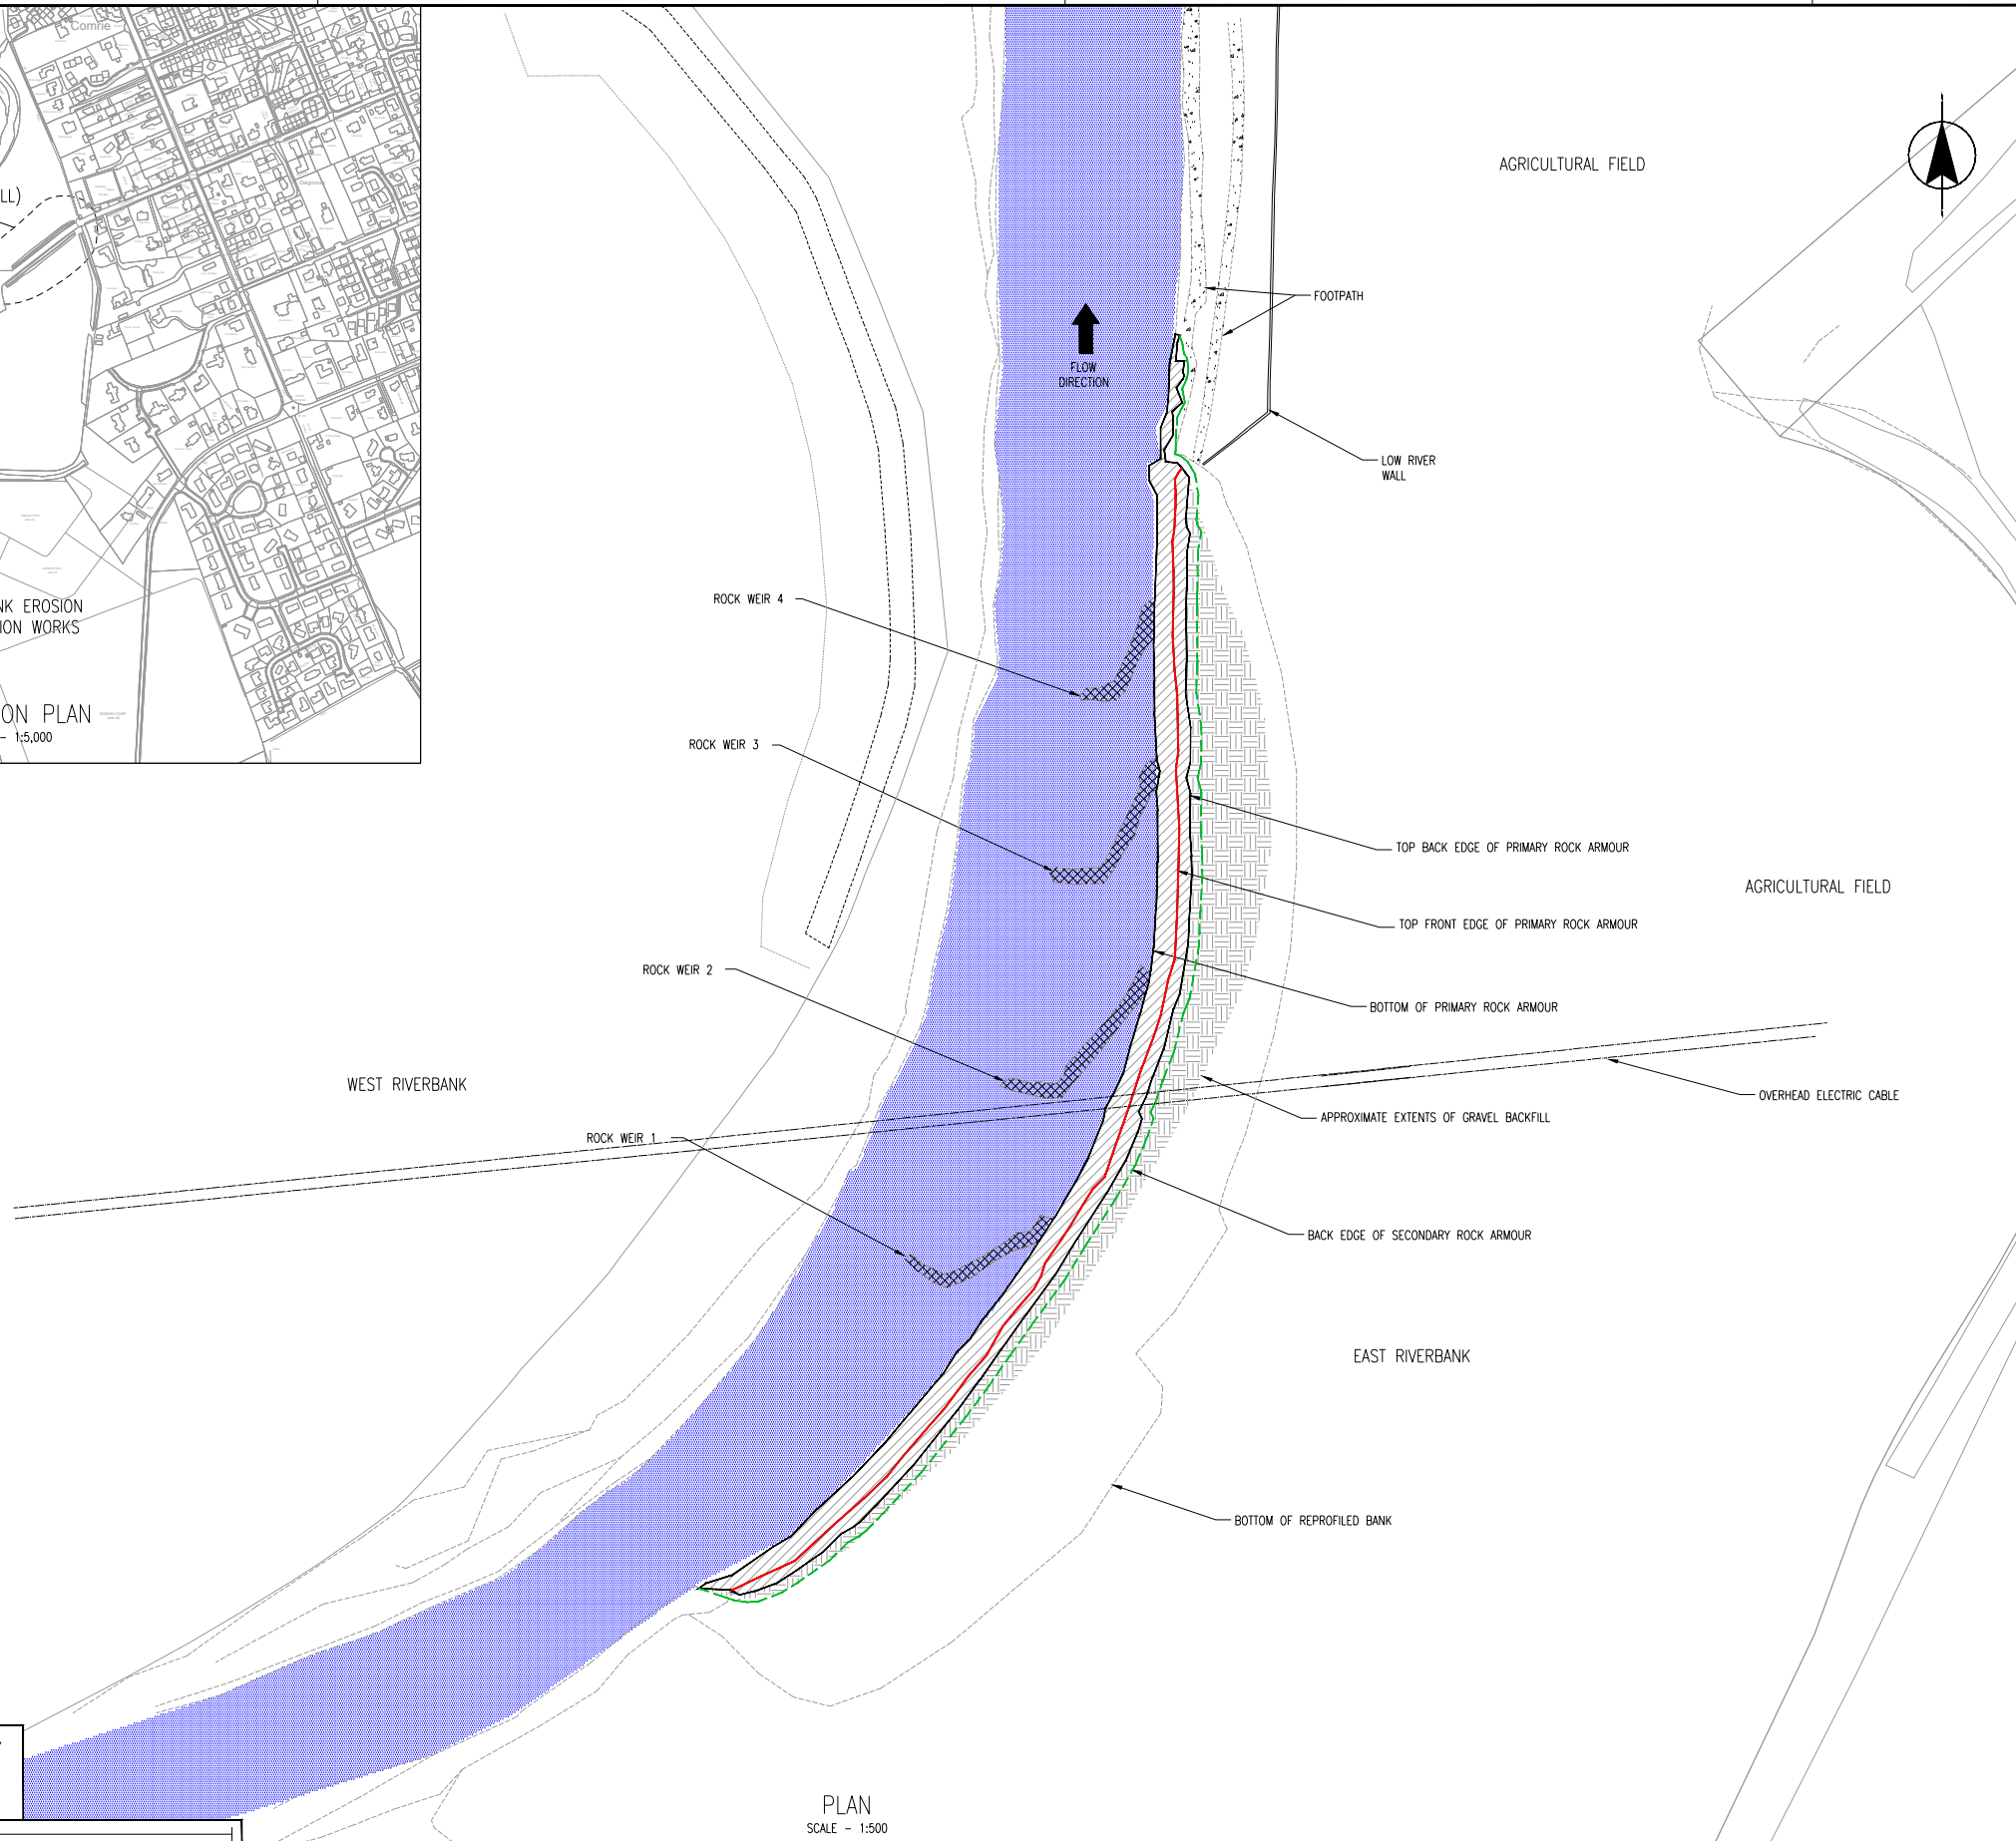 Comrie
LL)
NK EROSION
ION WORKS
ON PLAN
- 1:5,000
AGRICULTURAL FIELD
FOOTPATH
FLOW
DIRECTION
LOW RIVER
WALL
ROCK WEIR 4
ROCK WEIR 3
TOP BACK EDGE OF PRIMARY ROCK ARMOUR
AGRICULTURAL FIELD
TOP FRONT EDGE OF PRIMARY ROCK ARMOUR
ROCK WEIR 2
BOTTOM OF PRIMARY ROCK ARMOUR
WEST RIVERBANK
OVERHEAD ELECTRIC CABLE
APPROXIMATE EXTENTS OF GRAVEL BACKFILL
ROCK WEIR 1
BACK EDGE OF SECONDARY ROCK ARMOUR
EAST RIVERBANK
BOTTOM OF REPROFILED BANK
PLAN
SCALE - 1:500